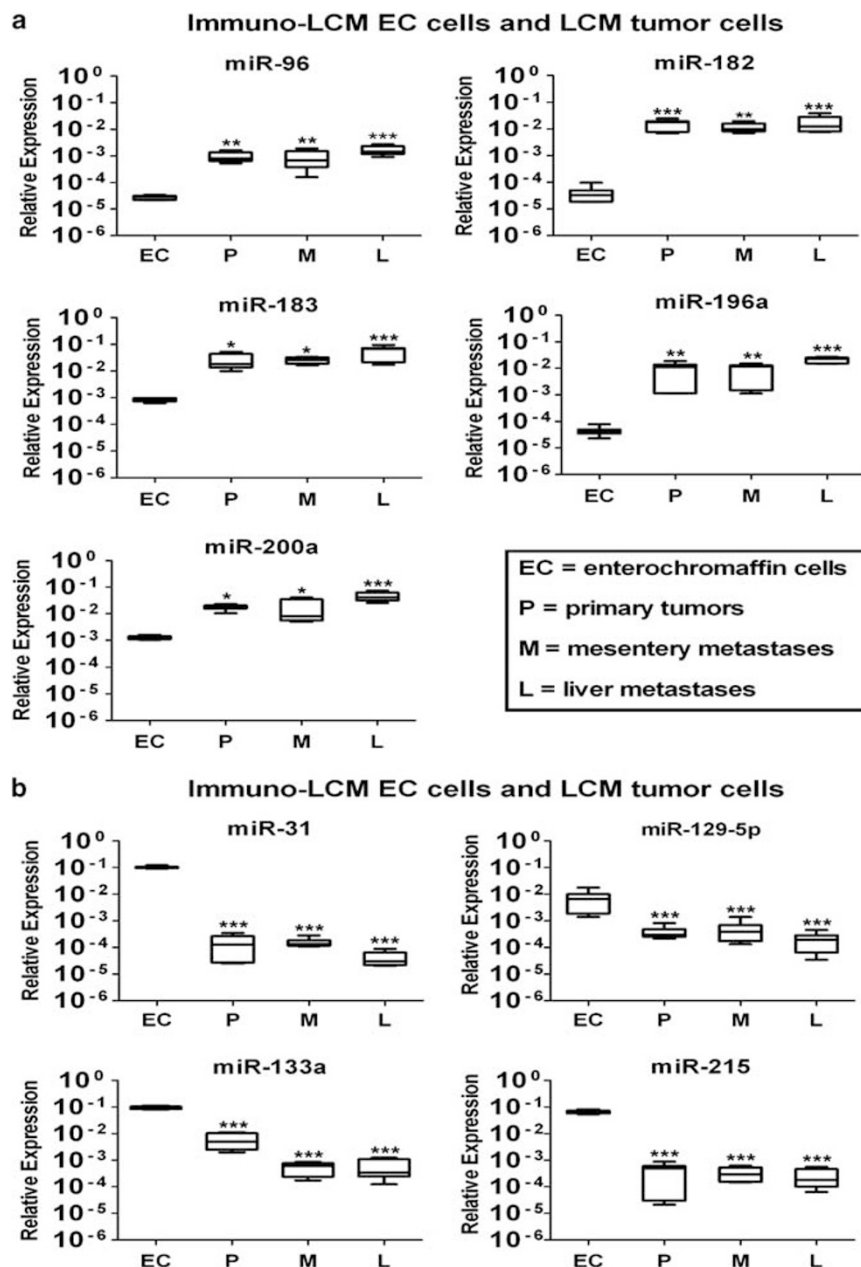 a
Immuno-LCM EC cells and LCM tumor cells
miR-96
Relative Expression
10⁰
10⁻¹
10⁻²
10⁻³
10⁻⁴
10⁻⁵
10⁻⁶
** ** ***
EC P M L
miR-182
Relative Expression
10⁰
10⁻¹
10⁻²
10⁻³
10⁻⁴
10⁻⁵
10⁻⁶
*** ** ***
EC P M L
miR-183
Relative Expression
10⁰
10⁻¹
10⁻²
10⁻³
10⁻⁴
10⁻⁵
10⁻⁶
* * ***
EC P M L
miR-196a
Relative Expression
10⁰
10⁻¹
10⁻²
10⁻³
10⁻⁴
10⁻⁵
10⁻⁶
** ** ***
EC P M L
miR-200a
Relative Expression
10⁰
10⁻¹
10⁻²
10⁻³
10⁻⁴
10⁻⁵
10⁻⁶
* * ***
EC P M L
EC = enterochromaffin cells
P = primary tumors
M = mesentery metastases
L = liver metastases
b
Immuno-LCM EC cells and LCM tumor cells
miR-31
Relative Expression
10⁰
10⁻¹
10⁻²
10⁻³
10⁻⁴
10⁻⁵
10⁻⁶
*** *** ***
EC P M L
miR-129-5p
Relative Expression
10⁰
10⁻¹
10⁻²
10⁻³
10⁻⁴
10⁻⁵
10⁻⁶
*** *** ***
EC P M L
miR-133a
Relative Expression
10⁰
10⁻¹
10⁻²
10⁻³
10⁻⁴
10⁻⁵
10⁻⁶
*** *** ***
EC P M L
miR-215
Relative Expression
10⁰
10⁻¹
10⁻²
10⁻³
10⁻⁴
10⁻⁵
10⁻⁶
*** *** ***
EC P M L